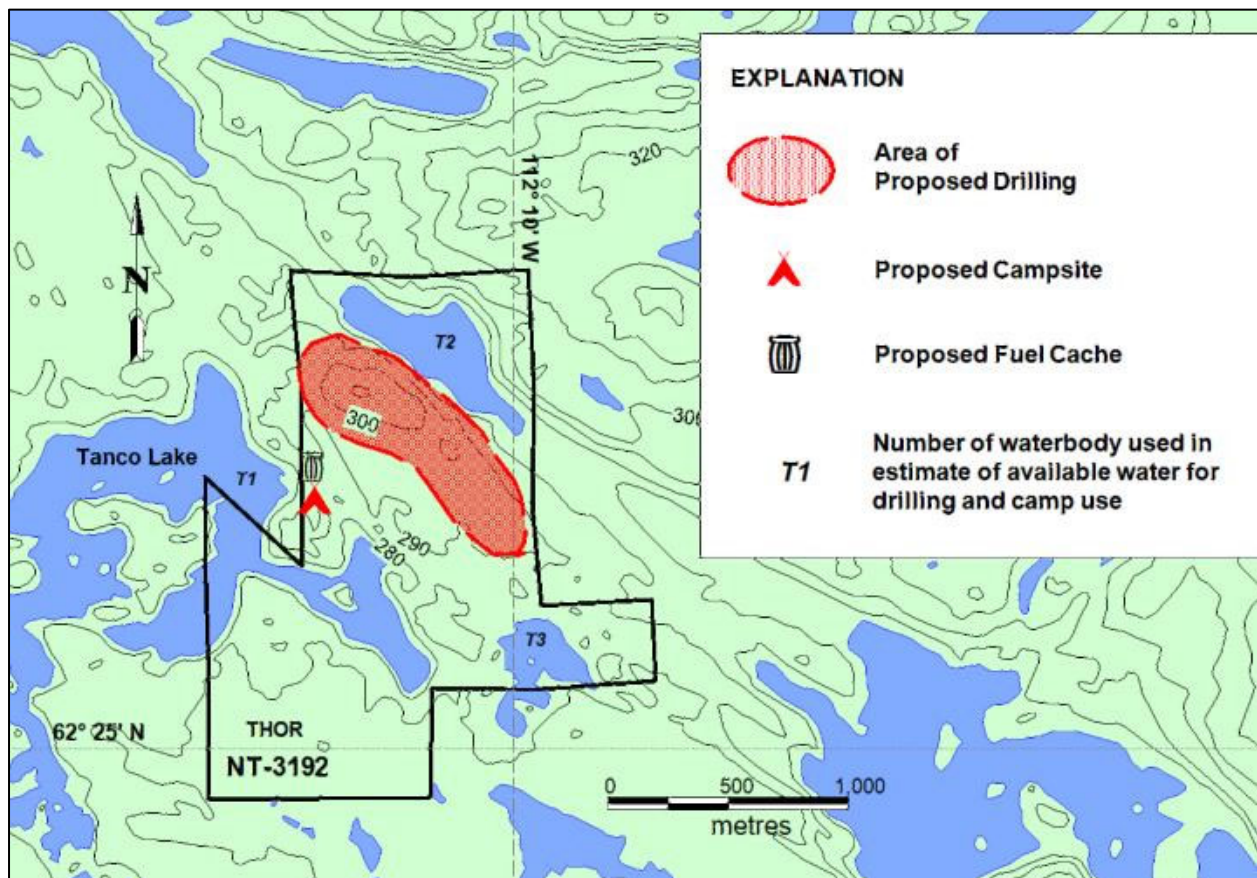 EXPLANATION
Area of
Proposed Drilling
Proposed Campsite
Proposed Fuel Cache
T1
Number of waterbody used in
estimate of available water for
drilling and camp use
320
112° 10' W
N
T2
300
Tanco Lake
T1
290
280
T3
62° 25' N
THOR
NT-3192
0
500
1,000
metres